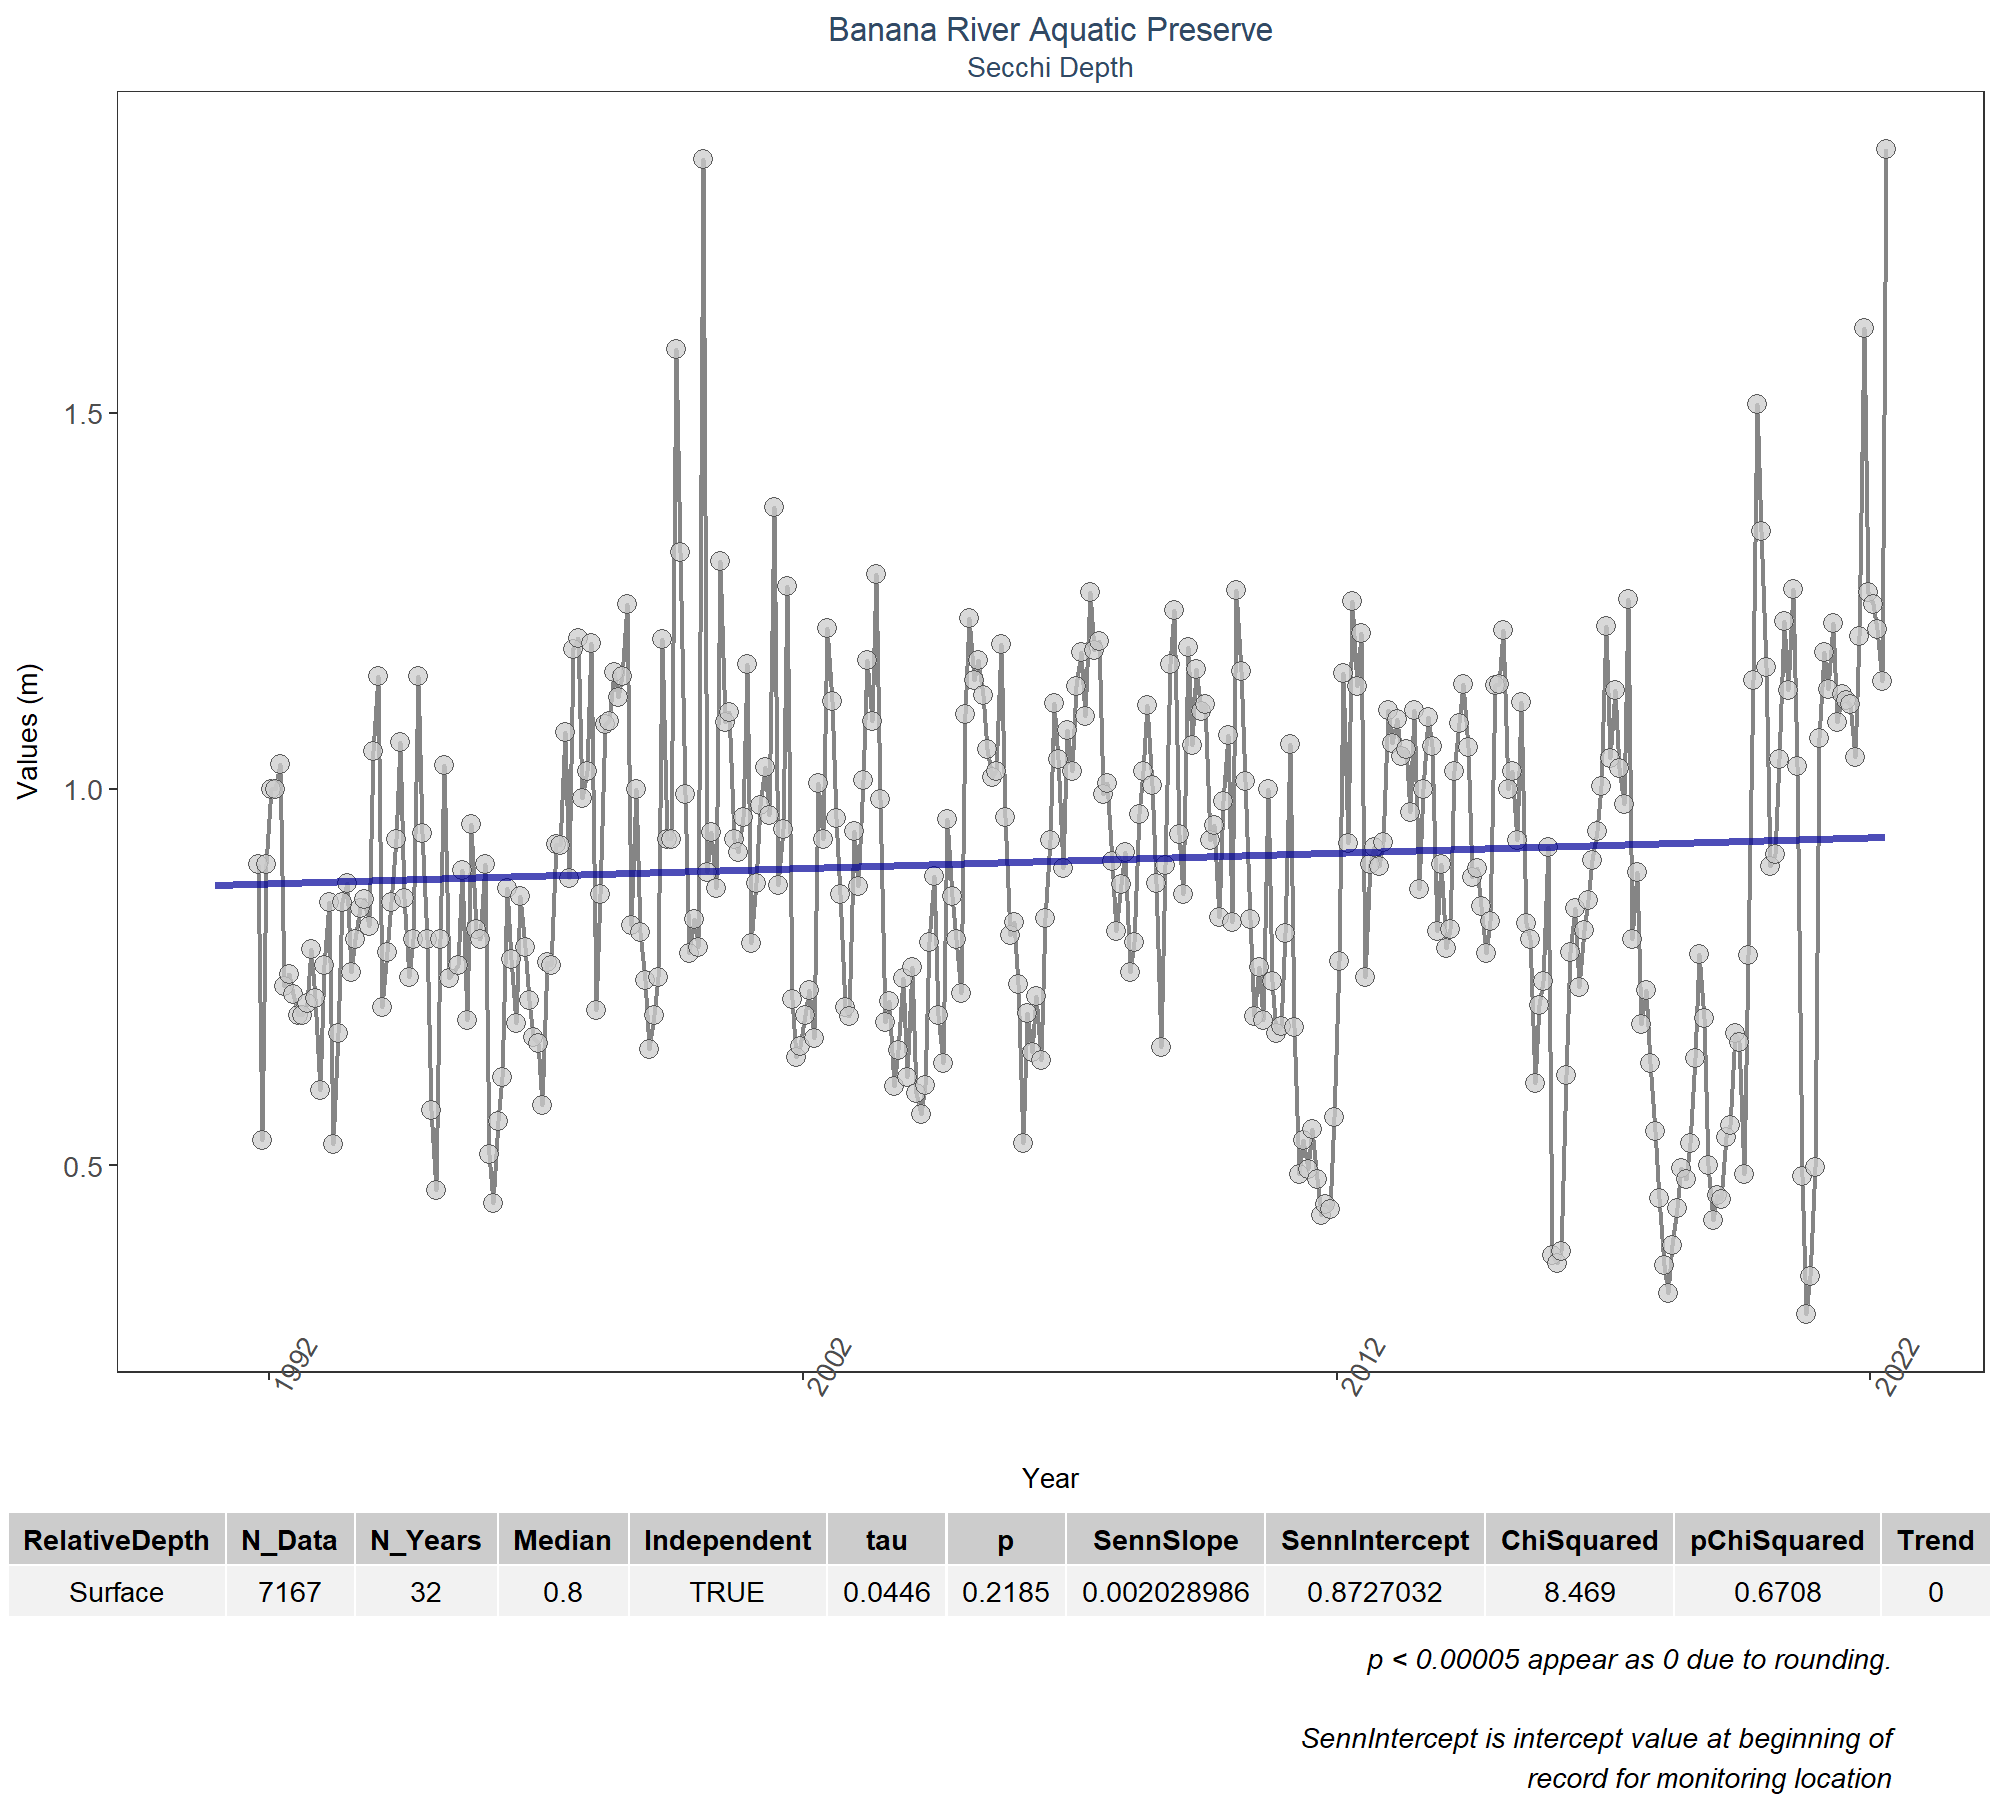 Banana River Aquatic Preserve
Secchi Depth
Values (m)
1.5
1.0
0.5
1992
2002
2012
2022
Year
RelativeDepth N_Data N_Years Median Independent tau p SennSlope SennIntercept ChiSquared pChiSquared Trend
Surface 7167 32 0.8 TRUE 0.0446 0.2185 0.002028986 0.8727032 8.469 0.6708 0
p < 0.00005 appear as 0 due to rounding.
SennIntercept is intercept value at beginning of
record for monitoring location